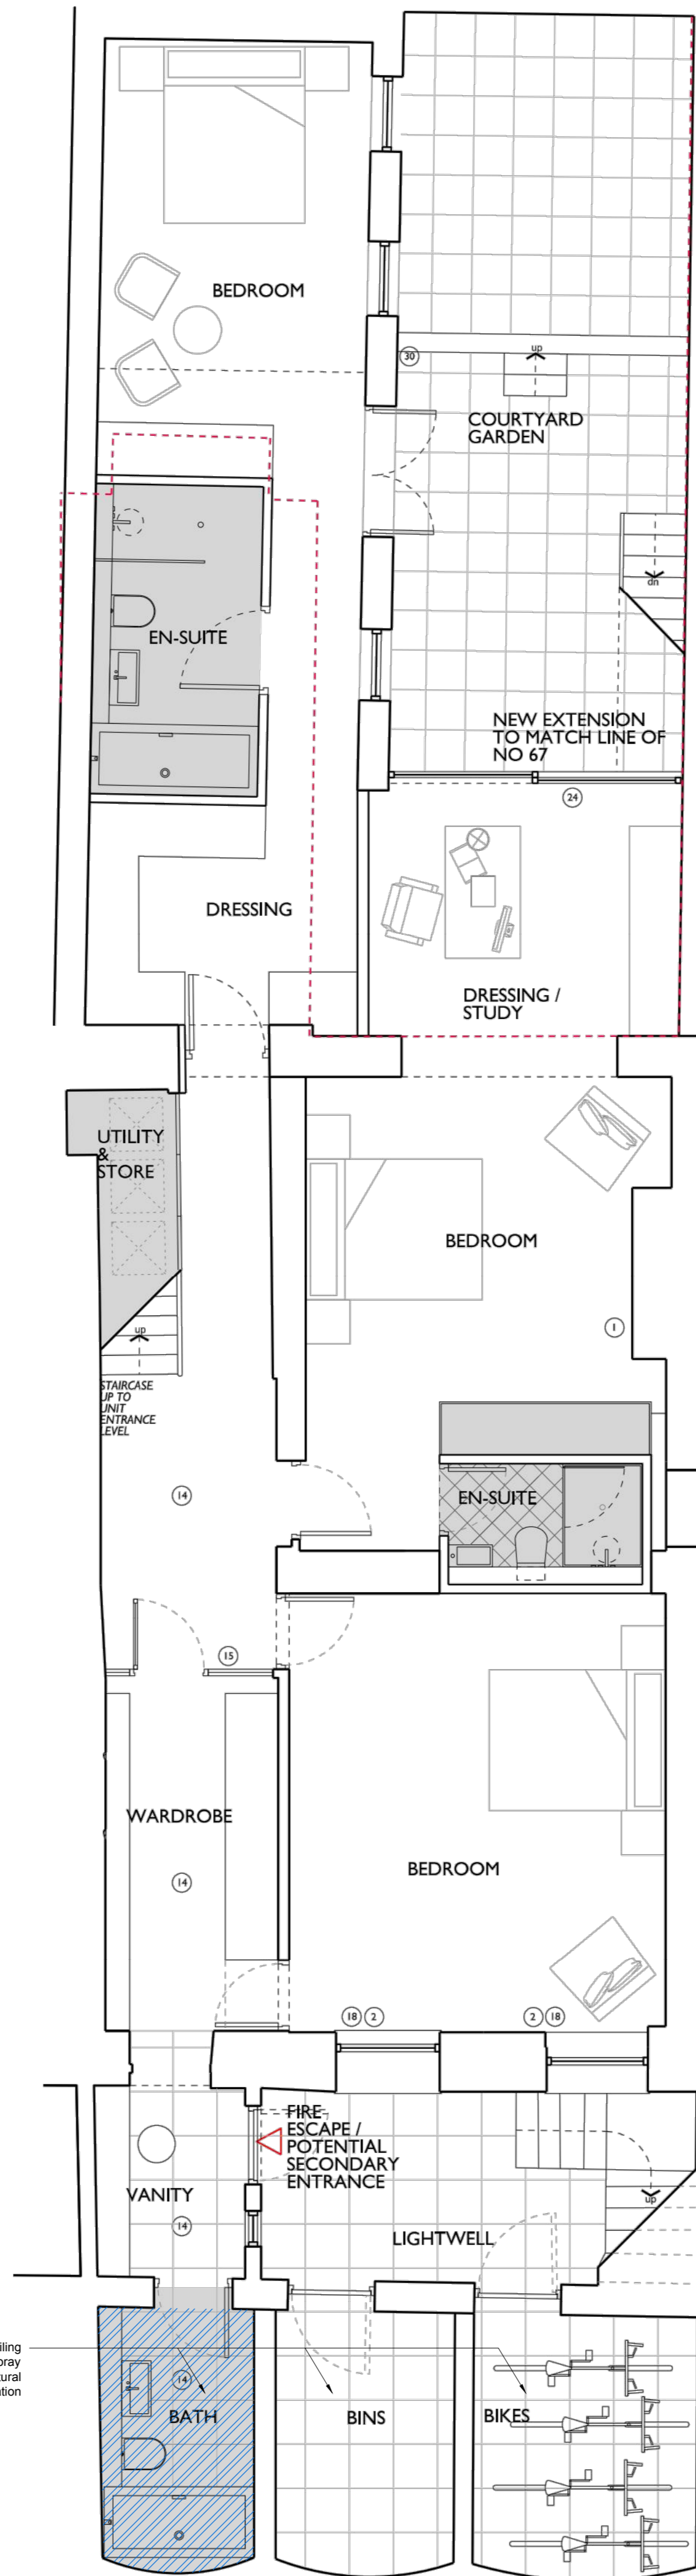 BEDROOM
30
up
COURTYARD
GARDEN
dn
EN-SUITE
NEW EXTENSION
TO MATCH LINE OF
NO 67
24
DRESSING
DRESSING /
STUDY
UTILITY
&
STORE
BEDROOM
1
up
STAIRCASE
UP TO
UNIT
ENTRANCE
LEVEL
14
EN-SUITE
15
WARDROBE
14
BEDROOM
18 2
2 18
FIRE
ESCAPE /
POTENTIAL
SECONDARY
ENTRANCE
VANITY
up
14
LIGHTWELL
14
BATH
BINS
BIKES